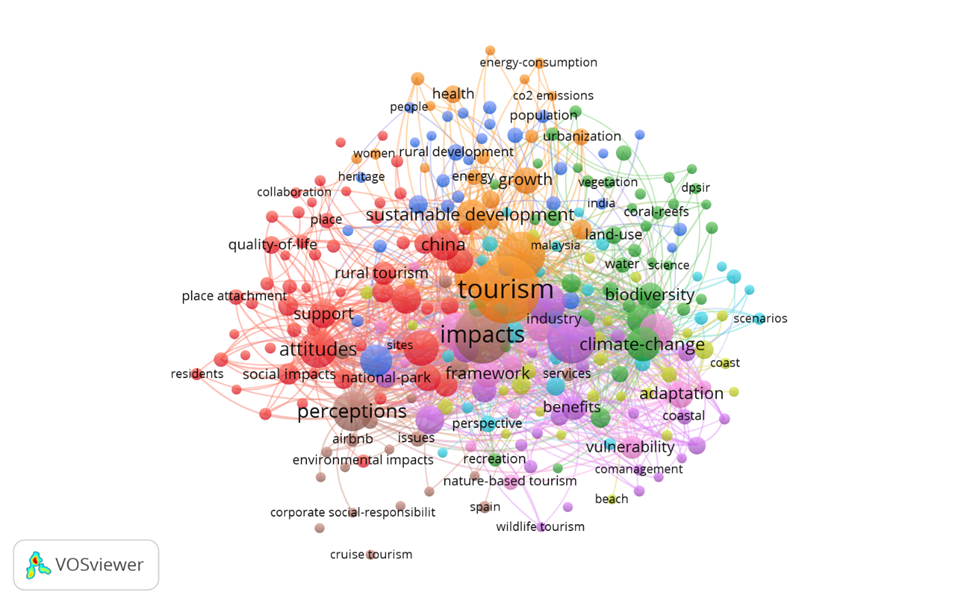 energy-consumption
health
co2 emissions
people
population
urbanization
women
rural development
heritage
energy
growth
vegetation
dpsir
collaboration
india
place
sustainable development
coral-reefs
quality-of-life
china
malaysia
land-use
rural tourism
water
science
tourism
place attachment
biodiversity
support
industry
scenarios
impacts
attitudes
sites
climate-change
residents
social impacts
national-park
framework
services
coast
adaptation
perceptions
benefits
coastal
perspective
airbnb
issues
vulnerability
environmental impacts
recreation
comanagement
nature-based tourism
beach
corporate social-responsibilit
spain
wildlife tourism
cruise tourism
VOSviewer